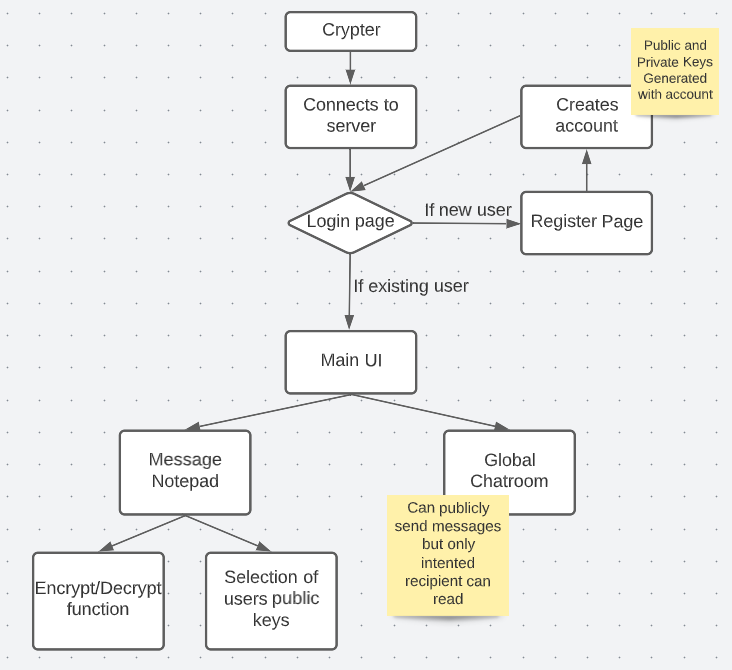 Crypter
Public and
Private Keys
Generated
with account
Connects to
server
Creates
account
Login page
If new user
Register Page
If existing user
Main UI
Message
Notepad
Global
Chatroom
Can publicly
send messages
but only
intented
recipient can
read
Encrypt/Decrypt
function
Selection of
users public
keys